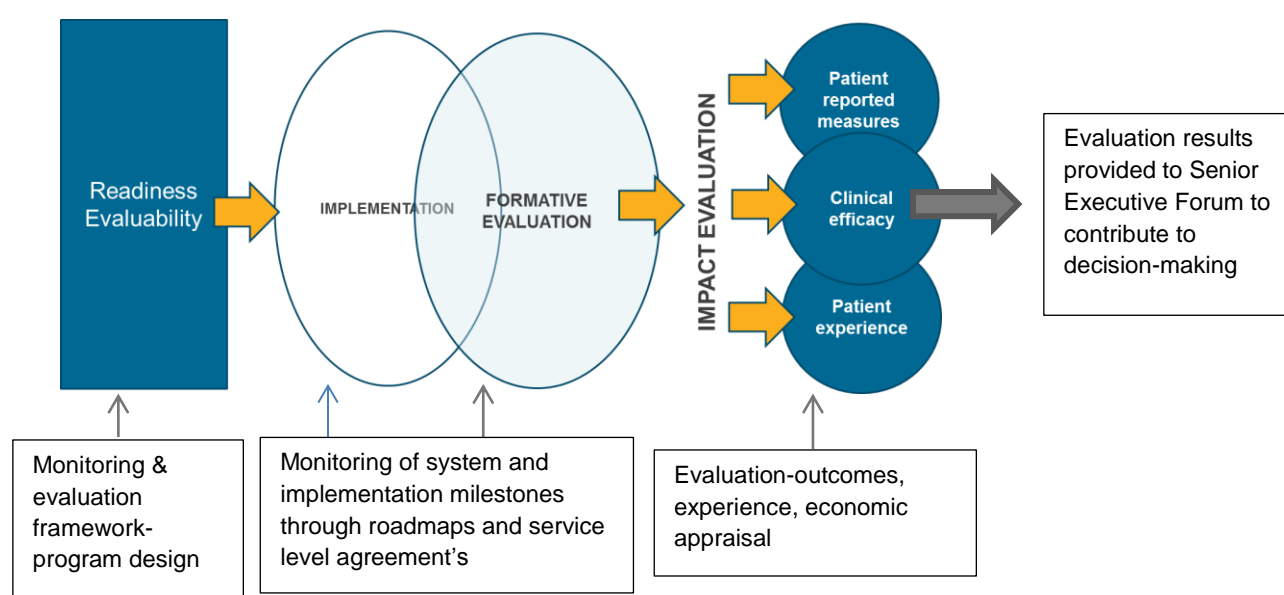 Readiness
Evaluability
IMPLEMENTATION
FORMATIVE
EVALUATION
IMPACT EVALUATION
Patient
reported
measures
Clinical
efficacy
Patient
experience
Evaluation results
provided to Senior
Executive Forum to
contribute to
decision-making
Monitoring &
evaluation
framework-
program design
Monitoring of system and
implementation milestones
through roadmaps and service
level agreement’s
Evaluation-outcomes,
experience, economic
appraisal